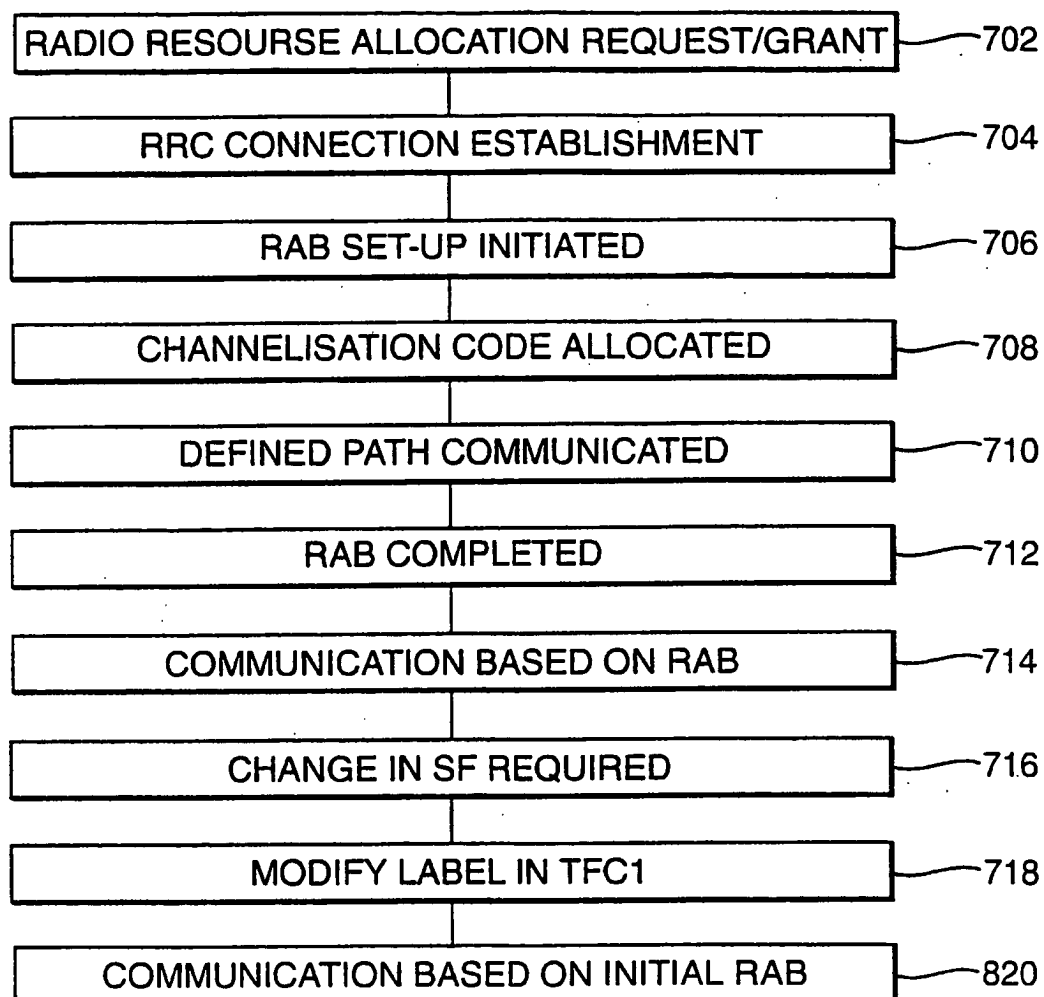 RADIO RESOURSE ALLOCATION REQUEST/GRANT 702
RRC CONNECTION ESTABLISHMENT 704
RAB SET-UP INITIATED 706
CHANNELISATION CODE ALLOCATED 708
DEFINED PATH COMMUNICATED 710
RAB COMPLETED 712
COMMUNICATION BASED ON RAB 714
CHANGE IN SF REQUIRED 716
MODIFY LABEL IN TFC1 718
COMMUNICATION BASED ON INITIAL RAB 820